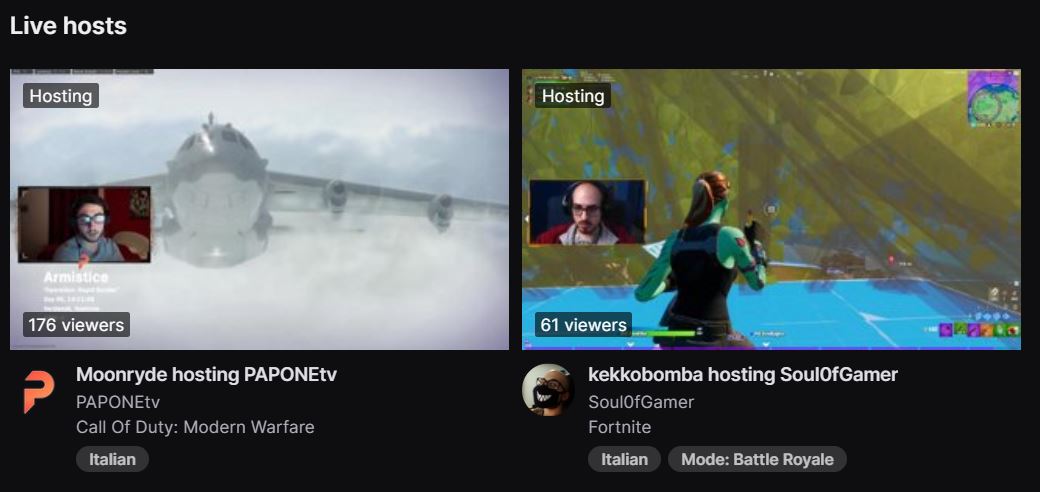 Live hosts
Hosting
Armistice
176 viewers
Moonryde hosting PAPONEtv
PAPONEtv
Call Of Duty: Modern Warfare
Italian
Hosting
61 viewers
kekkobomba hosting Soul0fGamer
Soul0fGamer
Fortnite
Italian
Mode: Battle Royale